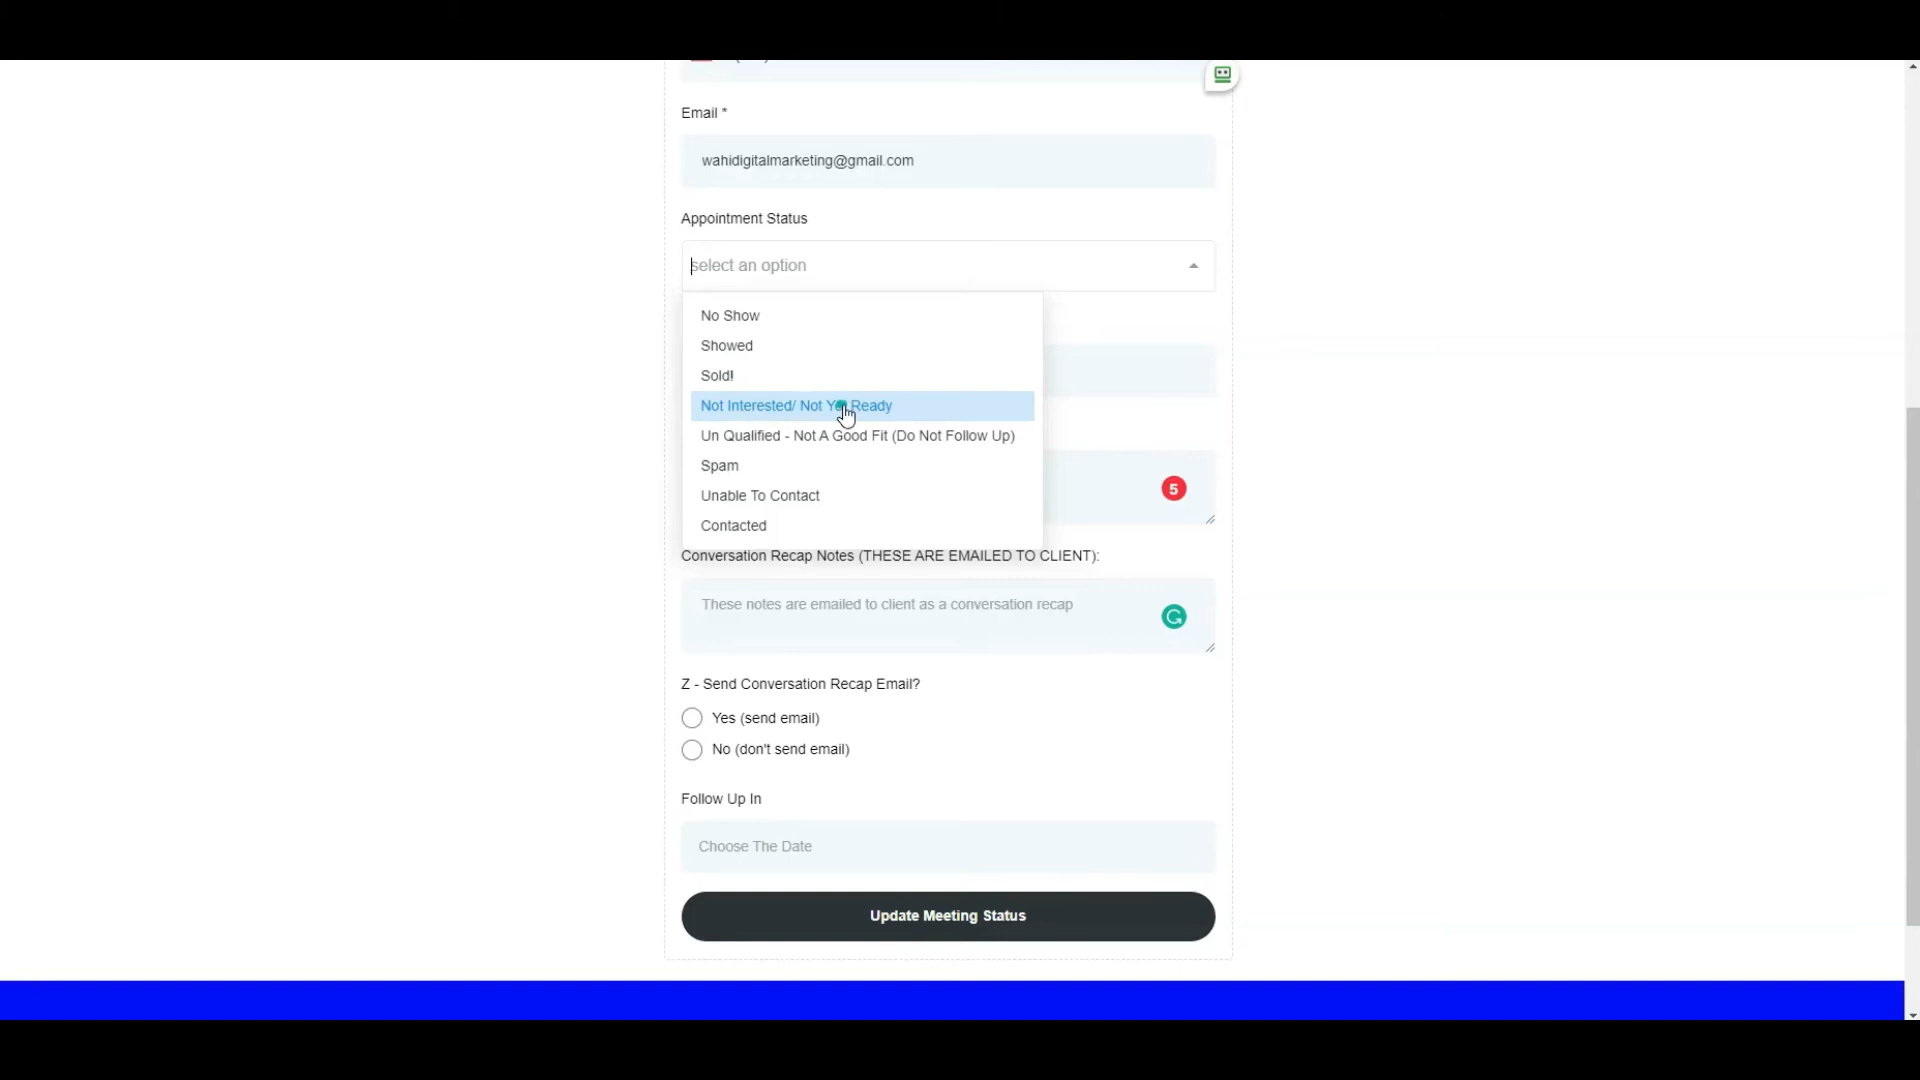 Email *
wahidigitalmarketing@gmail.com
Appointment Status
select an option
No Show
Showed
Sold!
Not Interested/ Not Ready
Un Qualified - Not A Good Fit (Do Not Follow Up)
Spam
5
Unable To Contact
Contacted
Conversation Recap Notes (THESE ARE EMAILED TO CLIENT):
These notes are emailed to client as a conversation recap
Z - Send Conversation Recap Email?
Yes (send email)
No (don't send email)
Follow Up In
Choose The Date
Update Meeting Status